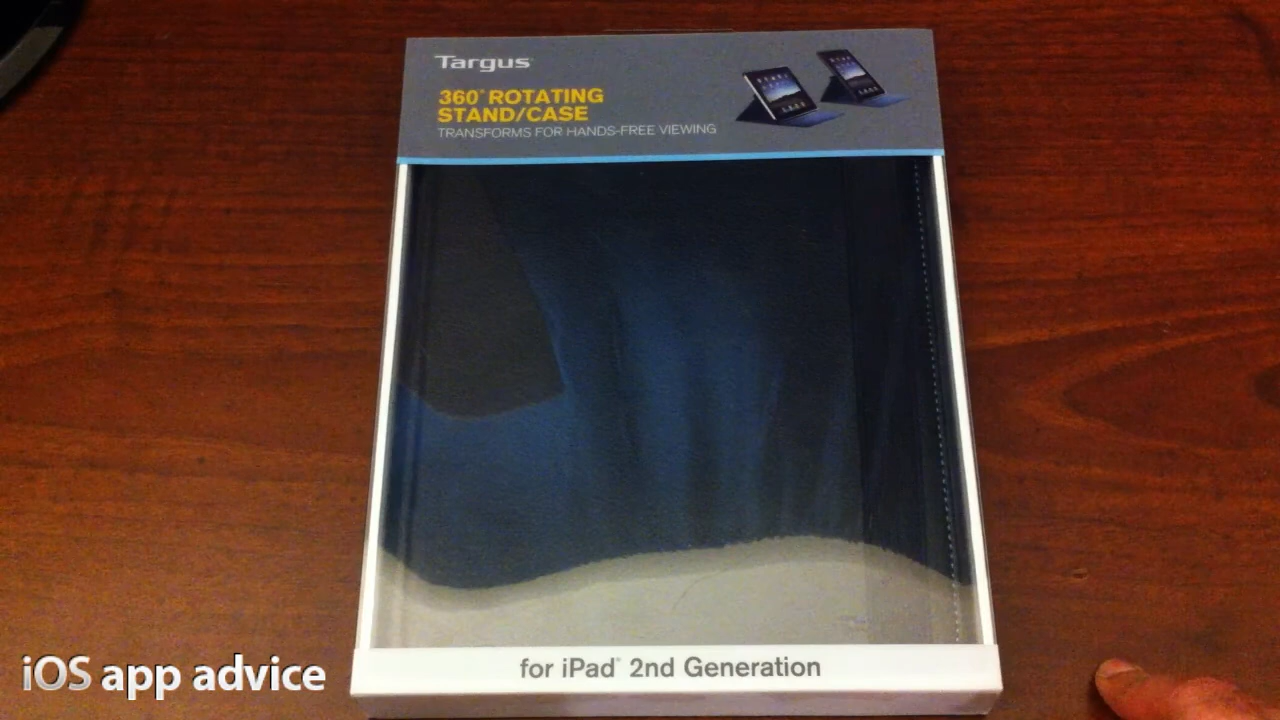 Targus
360° ROTATING
STAND/CASE
TRANSFORMS FOR HANDS-FREE VIEWING
for iPad® 2nd Generation
iOS app advice